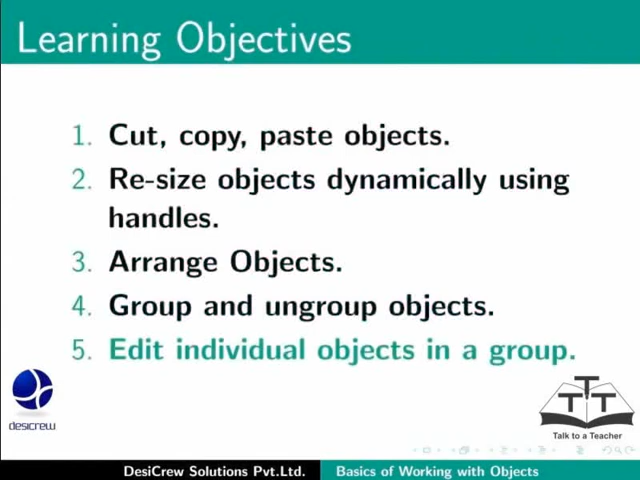 Learning Objectives
1. Cut, copy, paste objects.
2. Re-size objects dynamically using
handles.
3. Arrange Objects.
4. Group and ungroup objects.
5. Edit individual objects in a group.
desicrew
TTT
Talk to a Teacher
DesiCrew Solutions Pvt.Ltd. Basics of Working with Objects